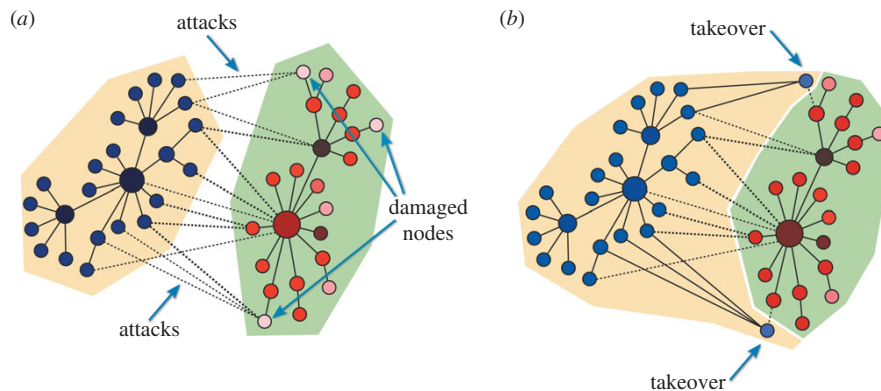 (a)
attacks
damaged
nodes
attacks
(b)
takeover
takeover